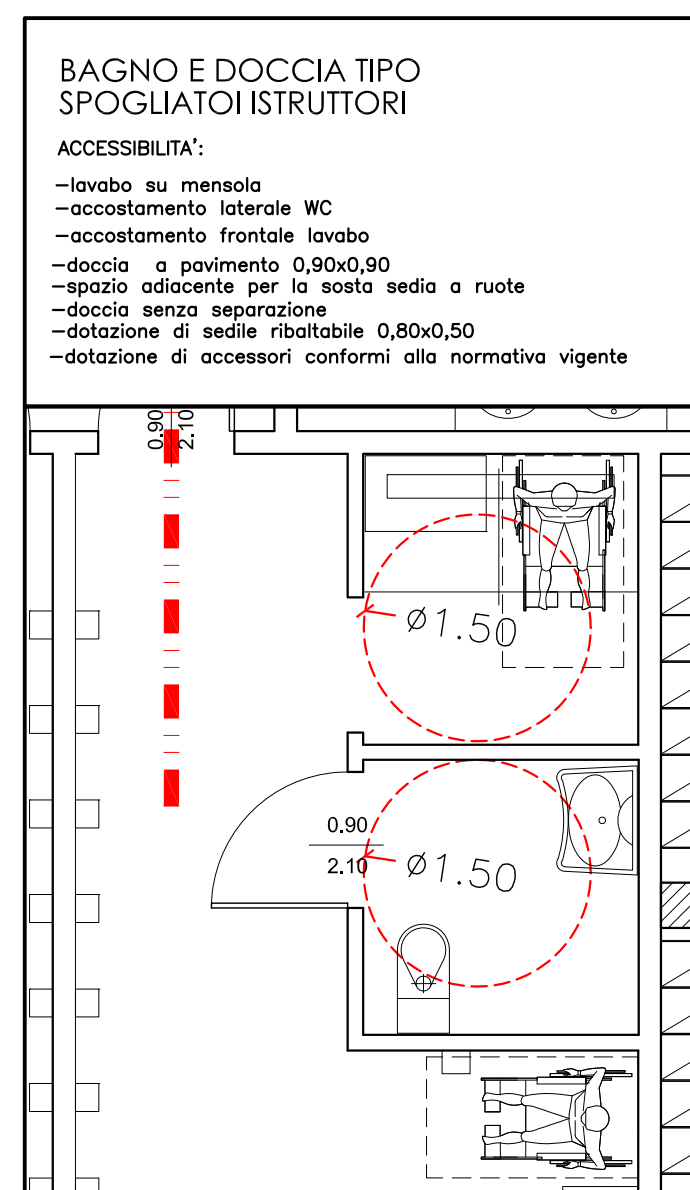 BAGNO E DOCCIA TIPO
SPOGLIATOI ISTRUTTORI
ACCESSIBILITA':
-lavabo su mensola
-accostamento laterale WC
-accostamento frontale lavabo
-doccia a pavimento 0,90x0,90
-spazio adiacente per la sosta sedia a ruote
-doccia senza separazione
-dotazione di sedile ribaltabile 0,80x0,50
-dotazione di accessori conformi alla normativa vigente
0.90
2.10
Ø1.50
0.90
2.10
Ø1.50